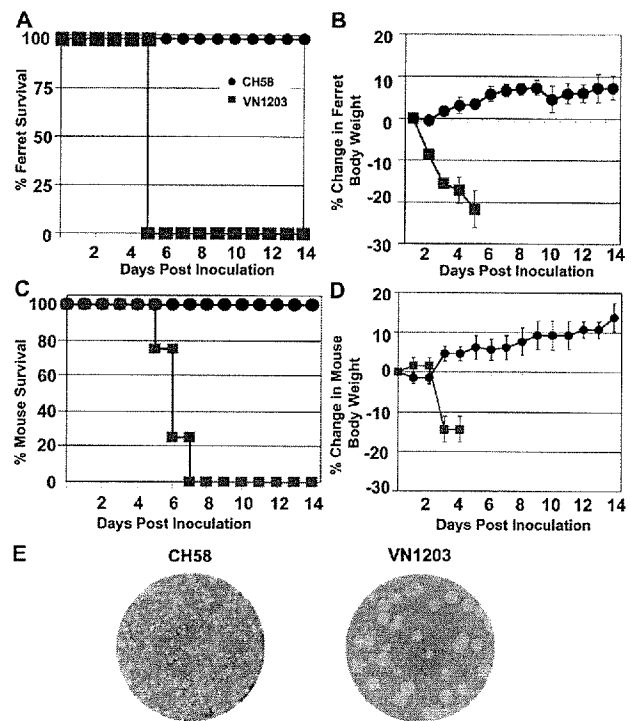 A
% Ferret Survival
100
75
50
25
0
CH58
VN1203
2 4 6 8 10 12 14
Days Post Inoculation
B
% Change in Ferret
Body Weight
20
10
0
-10
-20
-30
2 4 6 8 10 12 14
Days Post Inoculation
C
% Mouse Survival
100
80
60
40
20
0
2 4 6 8 10 12 14
Days Post Inoculation
D
% Change in Mouse
Body Weight
20
10
0
-10
-20
-30
2 4 6 8 10 12 14
Days Post Inoculation
E
CH58
VN1203